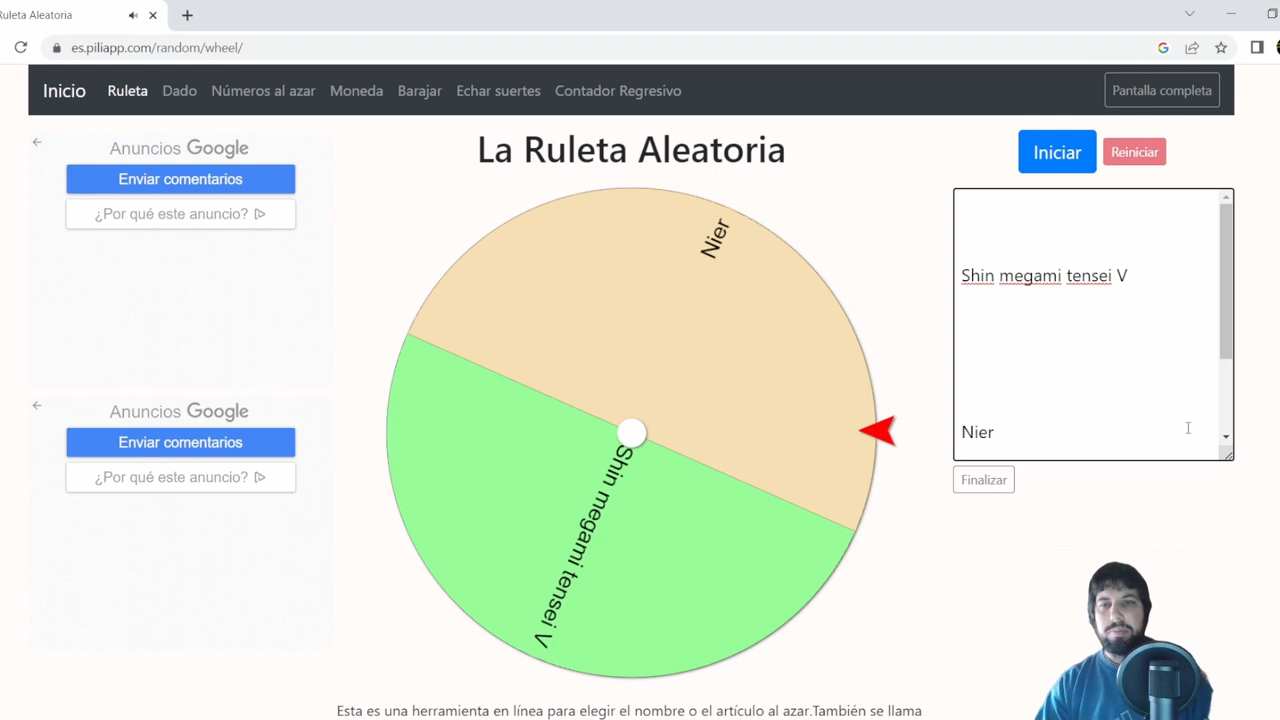 Ruleta Aleatoria
es.piliapp.com/random/wheel/
Inicio Ruleta Dado Números al azar Moneda Barajar Echar suertes Contador Regresivo Pantalla completa
Anuncios Google
Enviar comentarios
¿Por qué este anuncio?
La Ruleta Aleatoria
Iniciar Reiniciar
Nier
Shin megami tensei V
Shin megami tensei V
Nier
Finalizar
Anuncios Google
Enviar comentarios
¿Por qué este anuncio?
Esta es una herramienta en línea para elegir el nombre o el artículo al azar.También se llama